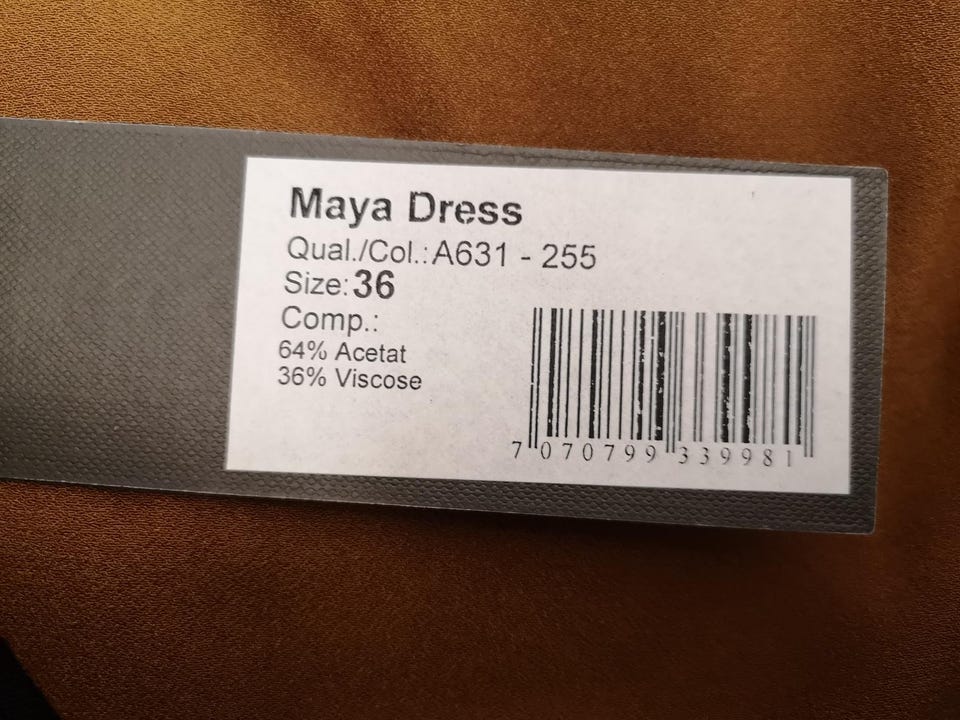 Maya Dress
Qual./Col.:A631 - 255
Size:36
Comp.:
64% Acetat
36% Viscose
7 070799 339981